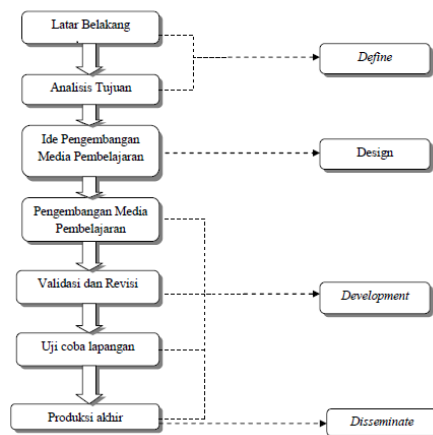 Latar Belakang
Define
Analisis Tujuan
Ide Pengembangan
Media Pembelajaran
Design
Pengembangan Media
Pembelajaran
Validasi dan Revisi
Development
Uji coba lapangan
Produksi akhir
Disseminate